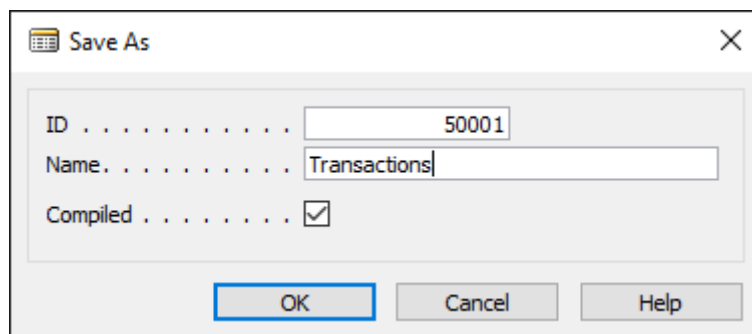 Save As
ID . . . . . . . . . . . 50001
Name. . . . . . . . . . Transactions
Compiled . . . . . . . .
OK Cancel Help